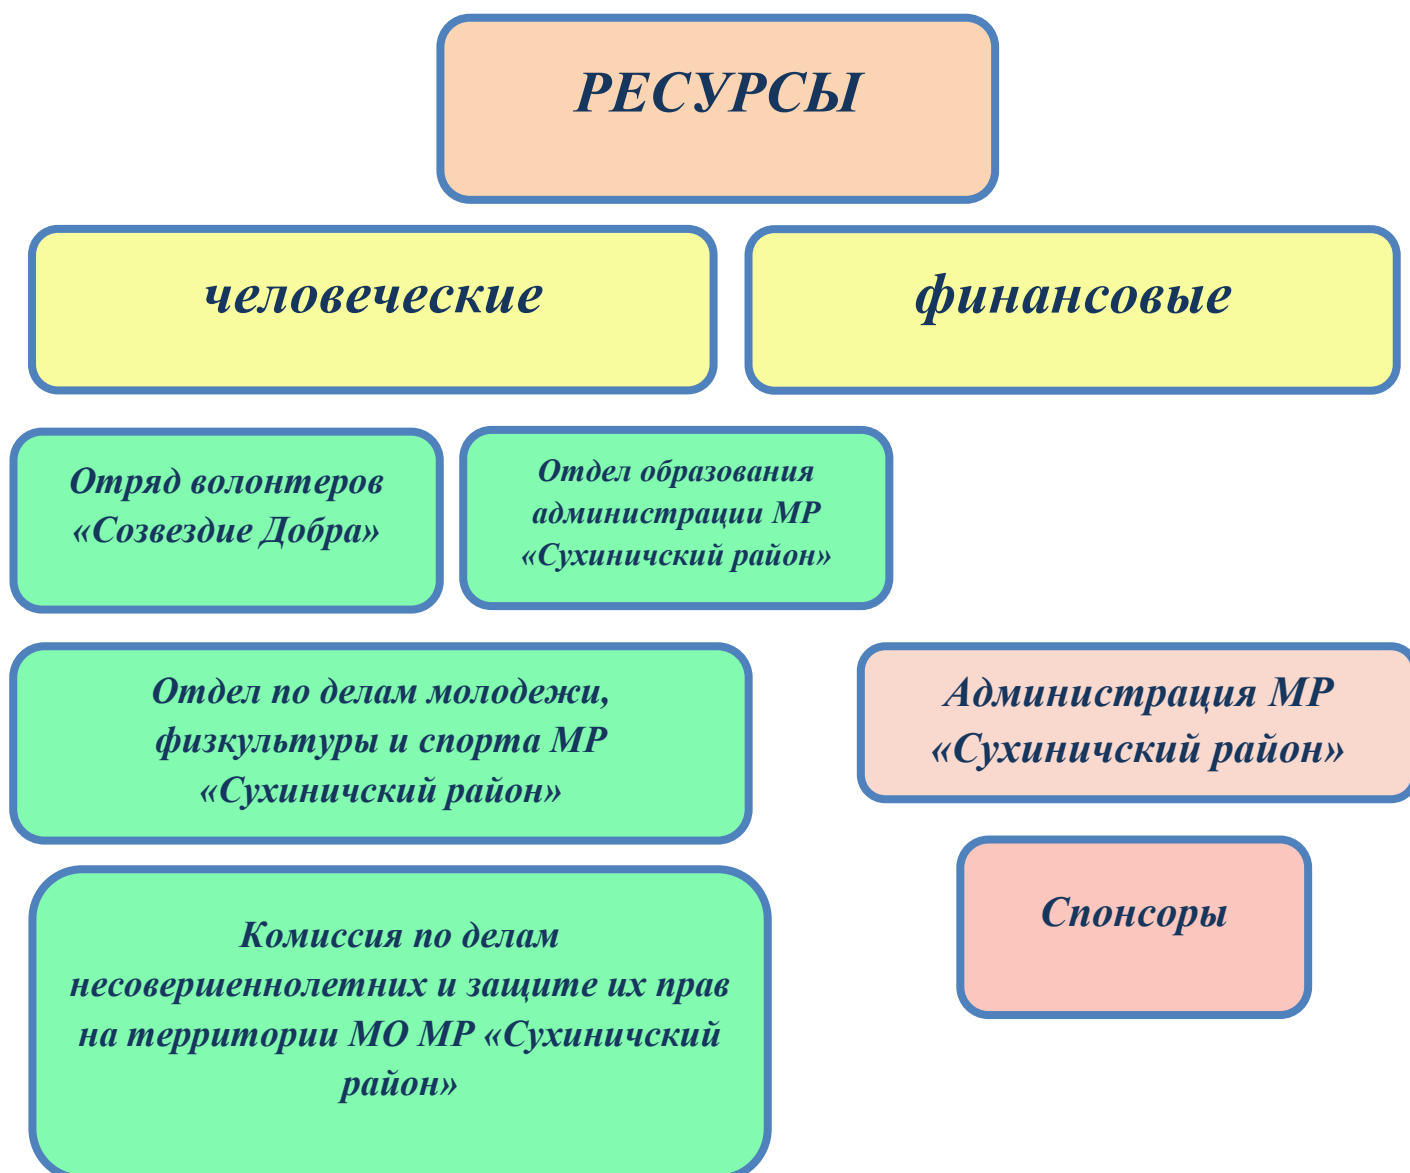 РЕСУРСЫ
человеческие
финансовые
Отряд волонтеров
«Созвездие Добра»
Отдел образования
администрации МР
«Сухиничский район»
Отдел по делам молодежи,
физкультуры и спорта МР
«Сухиничский район»
Администрация МР
«Сухиничский район»
Спонсоры
Комиссия по делам
несовершеннолетних и защите их прав
на территории МО МР «Сухиничский
район»